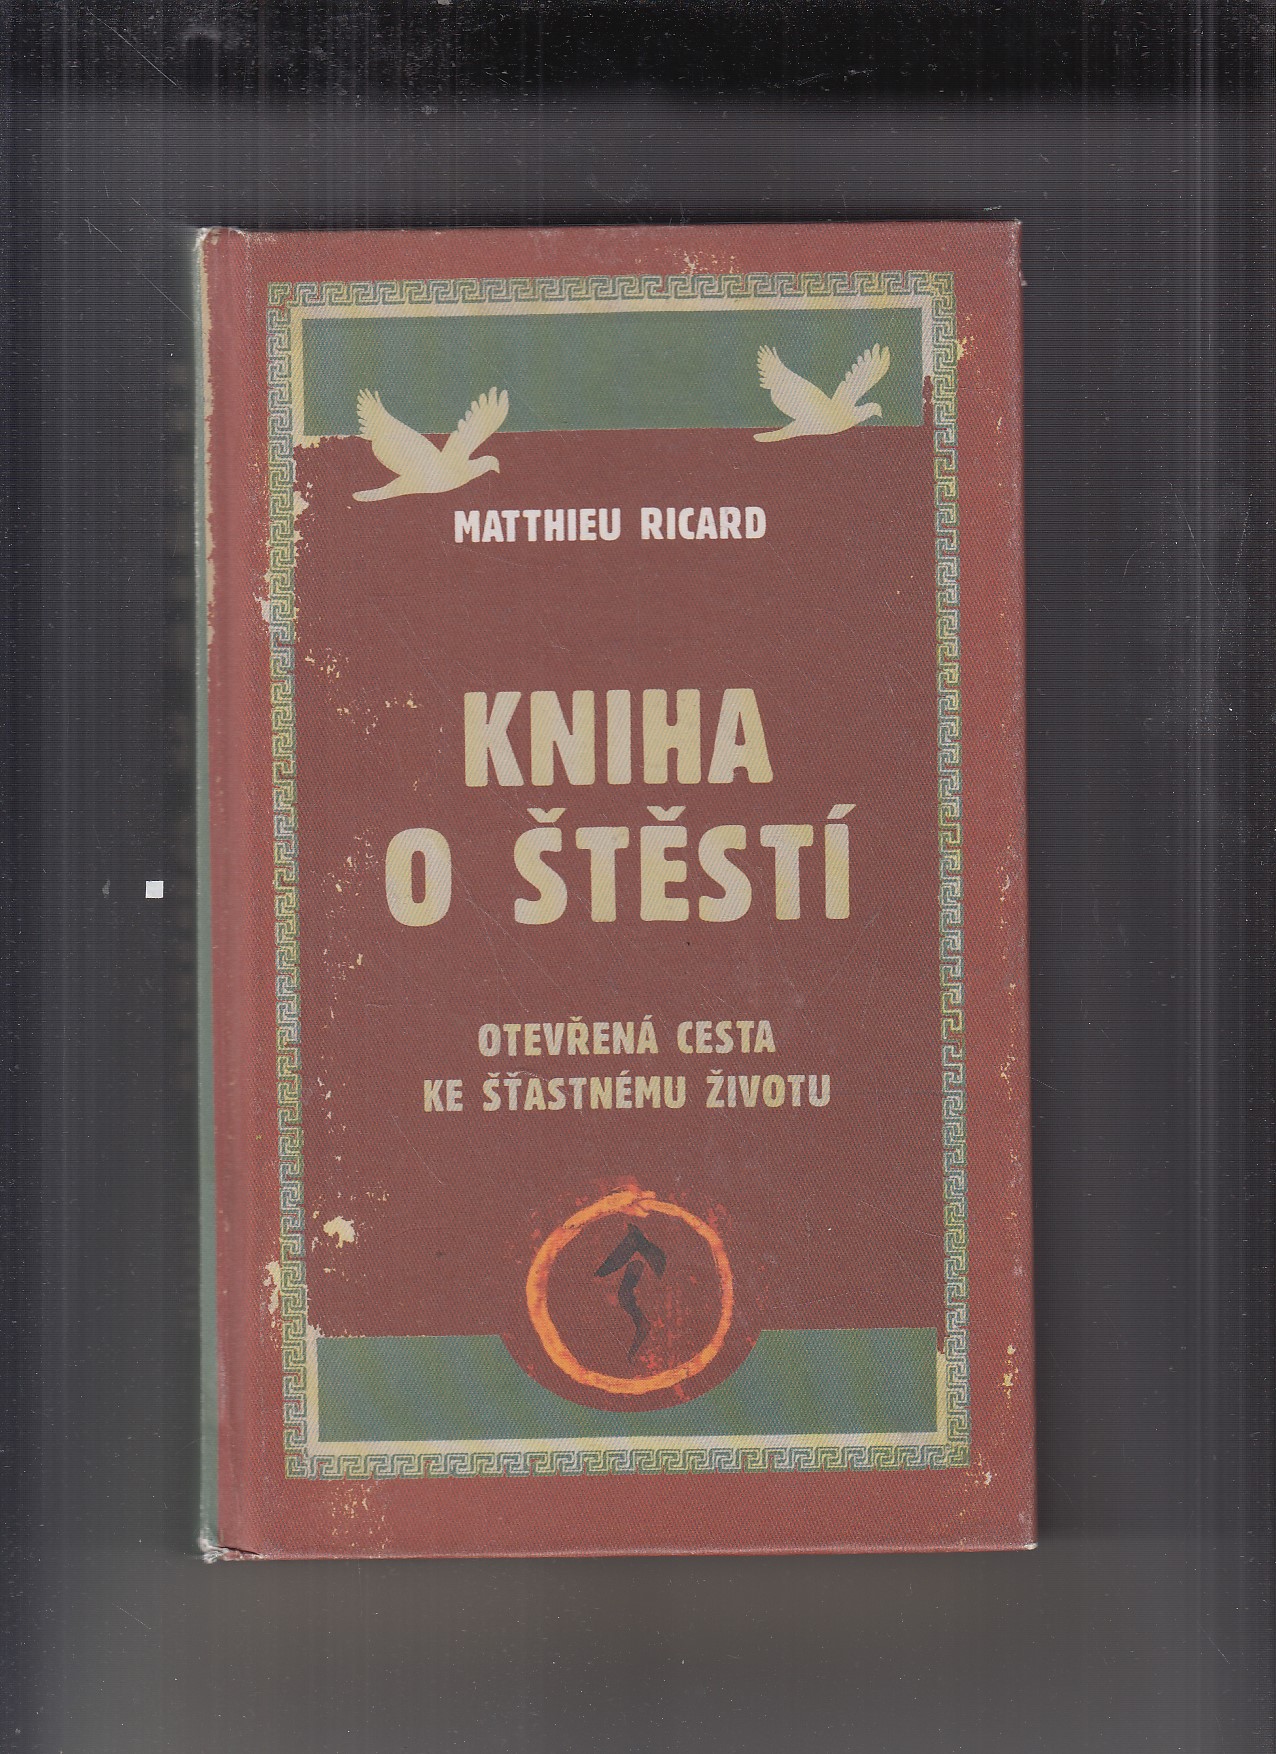 MATTHIEU RICARD
KNIHA
O ŠTĚSTÍ
OTEVŘENÁ CESTA
KE ŠŤASTNÉMU ŽIVOTU